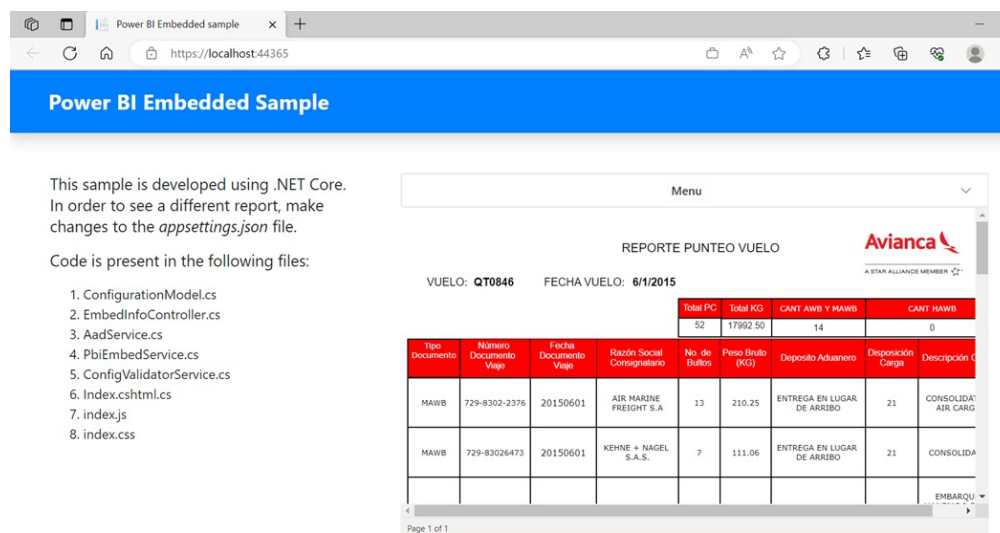 Power BI Embedded sample
https://localhost:44365
Power BI Embedded Sample
This sample is developed using .NET Core.
In order to see a different report, make
changes to the appsettings.json file.
Code is present in the following files:
1. ConfigurationModel.cs
2. EmbedInfoController.cs
3. AadService.cs
4. PbiEmbedService.cs
5. ConfigValidatorService.cs
6. Index.cshtml.cs
7. index.js
8. index.css
Menu
REPORTE PUNTEO VUELO
Avianca
A STAR ALLIANCE MEMBER
VUELO: QT0846 FECHA VUELO: 6/1/2015
Total PC Total KG CANT AWB Y MAWB CANT HAWB
52 17992.50 14 0
Tipo Documento Número Documento Viaje Fecha Documento Viaje Razón Social Consignatario No. de Bultos Peso Bruto (KG) Deposito Aduanero Disposición Carga Descripción
MAWB 729-8302-2376 20150601 AIR MARINE FREIGHT S.A 13 210.25 ENTREGA EN LUGAR DE ARRIBO 21 CONSOLIDAT AIR CARG
MAWB 729-83026473 20150601 KEHNE + NAGEL S.A.S. 7 111.06 ENTREGA EN LUGAR DE ARRIBO 21 CONSOLIDA
EMBARQU
Page 1 of 1